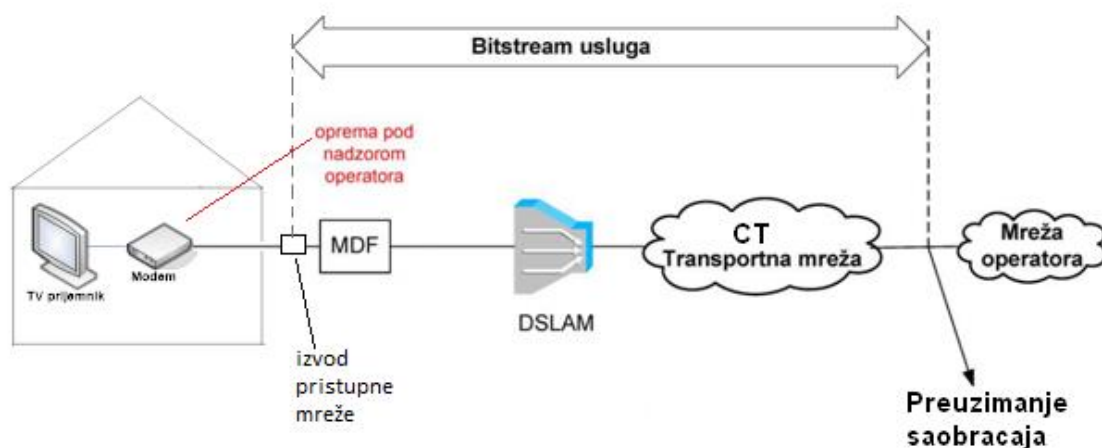 Bitstream usluga
oprema pod
nadzorom
operatora
TV prijemnik
Modem
MDF
DSLAM
CT
Transportna mreža
Mreža
operatora
izvod
pristupne
mreže
Preuzimanje
saobracaja